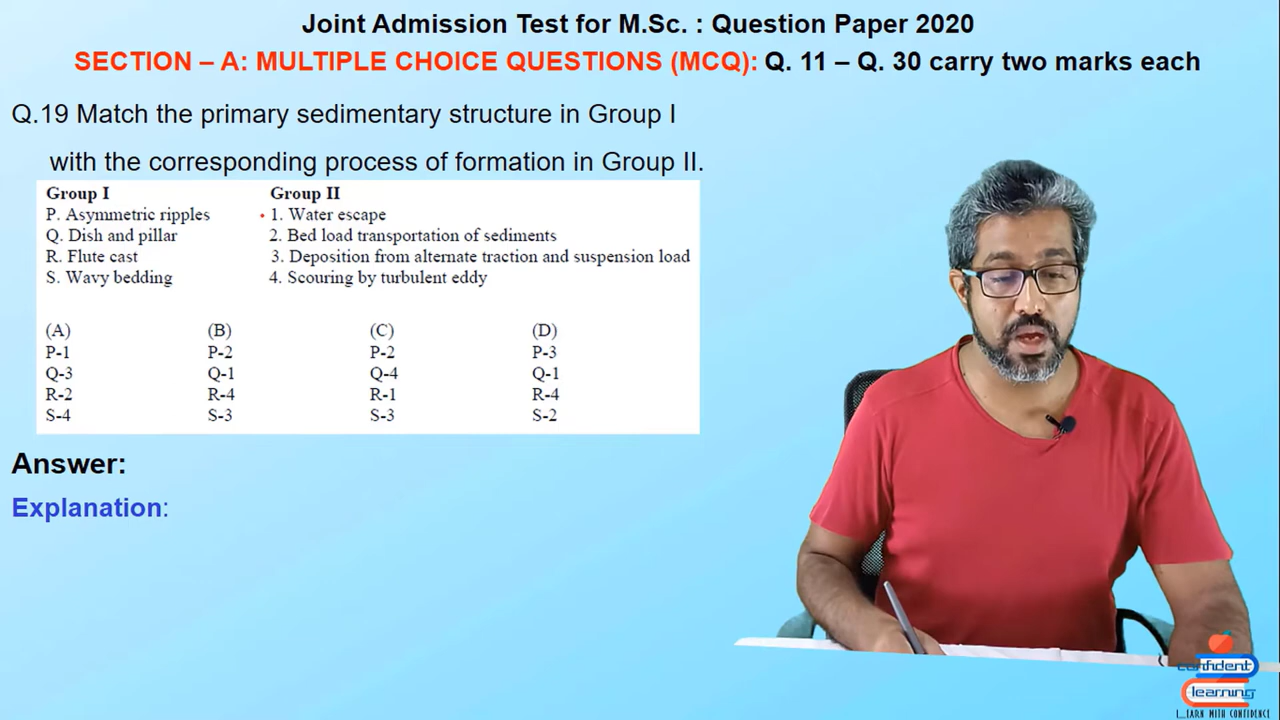 Joint Admission Test for M.Sc. : Question Paper 2020
SECTION – A: MULTIPLE CHOICE QUESTIONS (MCQ): Q. 11 – Q. 30 carry two marks each
Q.19 Match the primary sedimentary structure in Group I
with the corresponding process of formation in Group II.
Group I Group II
P. Asymmetric ripples 1. Water escape
Q. Dish and pillar 2. Bed load transportation of sediments
R. Flute cast 3. Deposition from alternate traction and suspension load
S. Wavy bedding 4. Scouring by turbulent eddy
(A) (B) (C) (D)
P-1 P-2 P-2 P-3
Q-3 Q-1 Q-4 Q-1
R-2 R-4 R-1 R-4
S-4 S-3 S-3 S-2
Answer:
Explanation:
confident
learning
LEARN WITH CONFIDENCE